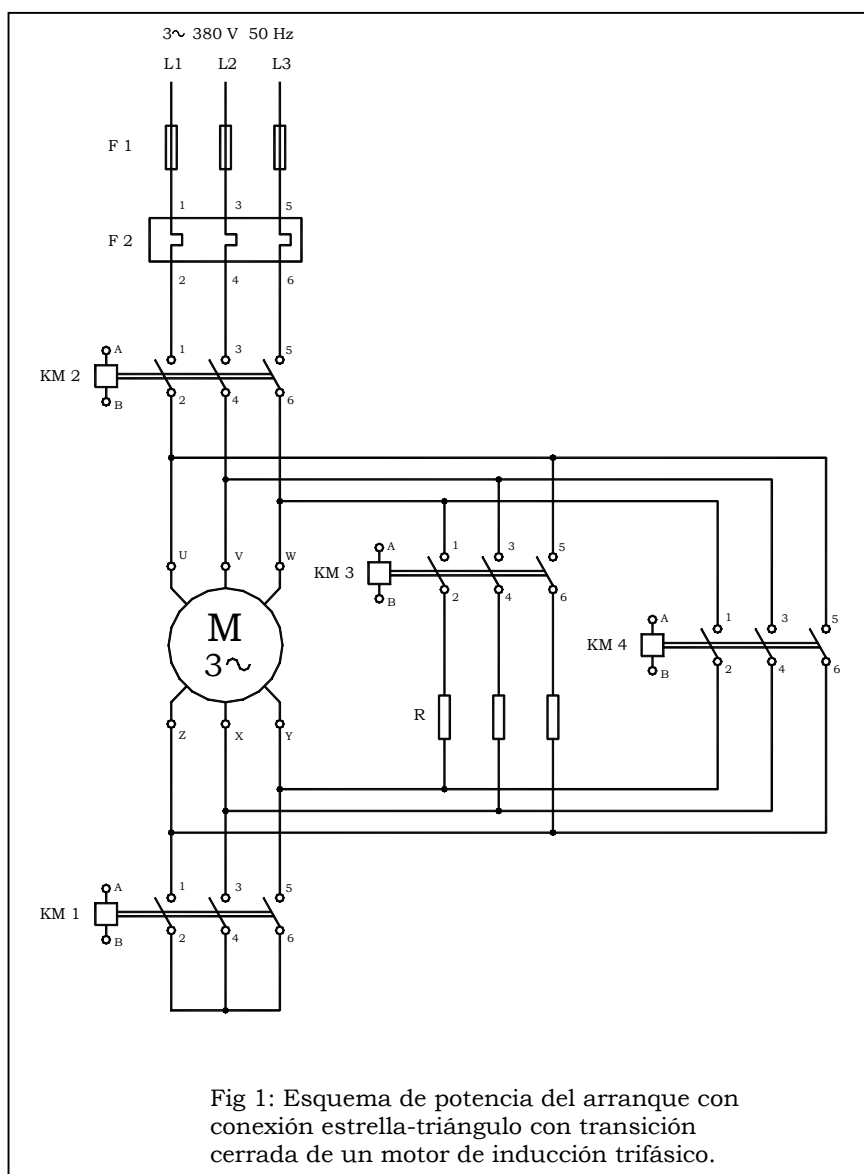 3∿ 380 V 50 Hz
L1 L2 L3
F 1
1 3 5
F 2
2 4 6
A 1 3 5
KM 2
B 2 4 6
U V W
A 1 3 5
KM 3
B 2 4 6
M
3∿
A 1 3 5
KM 4
B 2 4 6
R
Z X Y
A 1 3 5
KM 1
B 2 4 6
Fig 1: Esquema de potencia del arranque con
conexión estrella-triángulo con transición
cerrada de un motor de inducción trifásico.